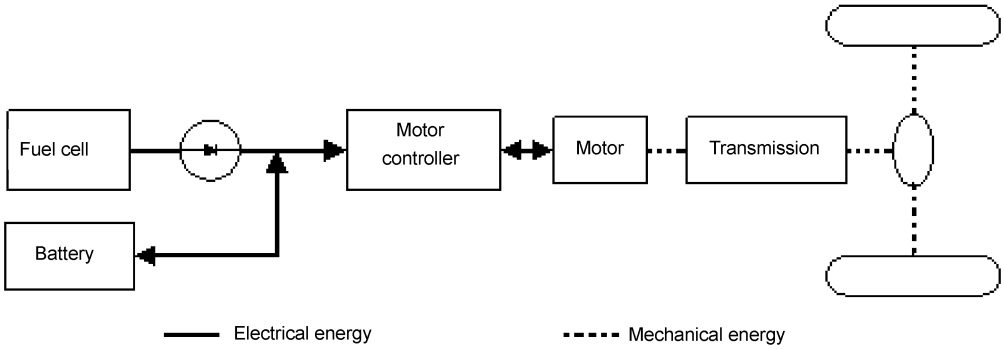 Fuel cell
Motor
controller
Motor
Transmission
Battery
Electrical energy
Mechanical energy